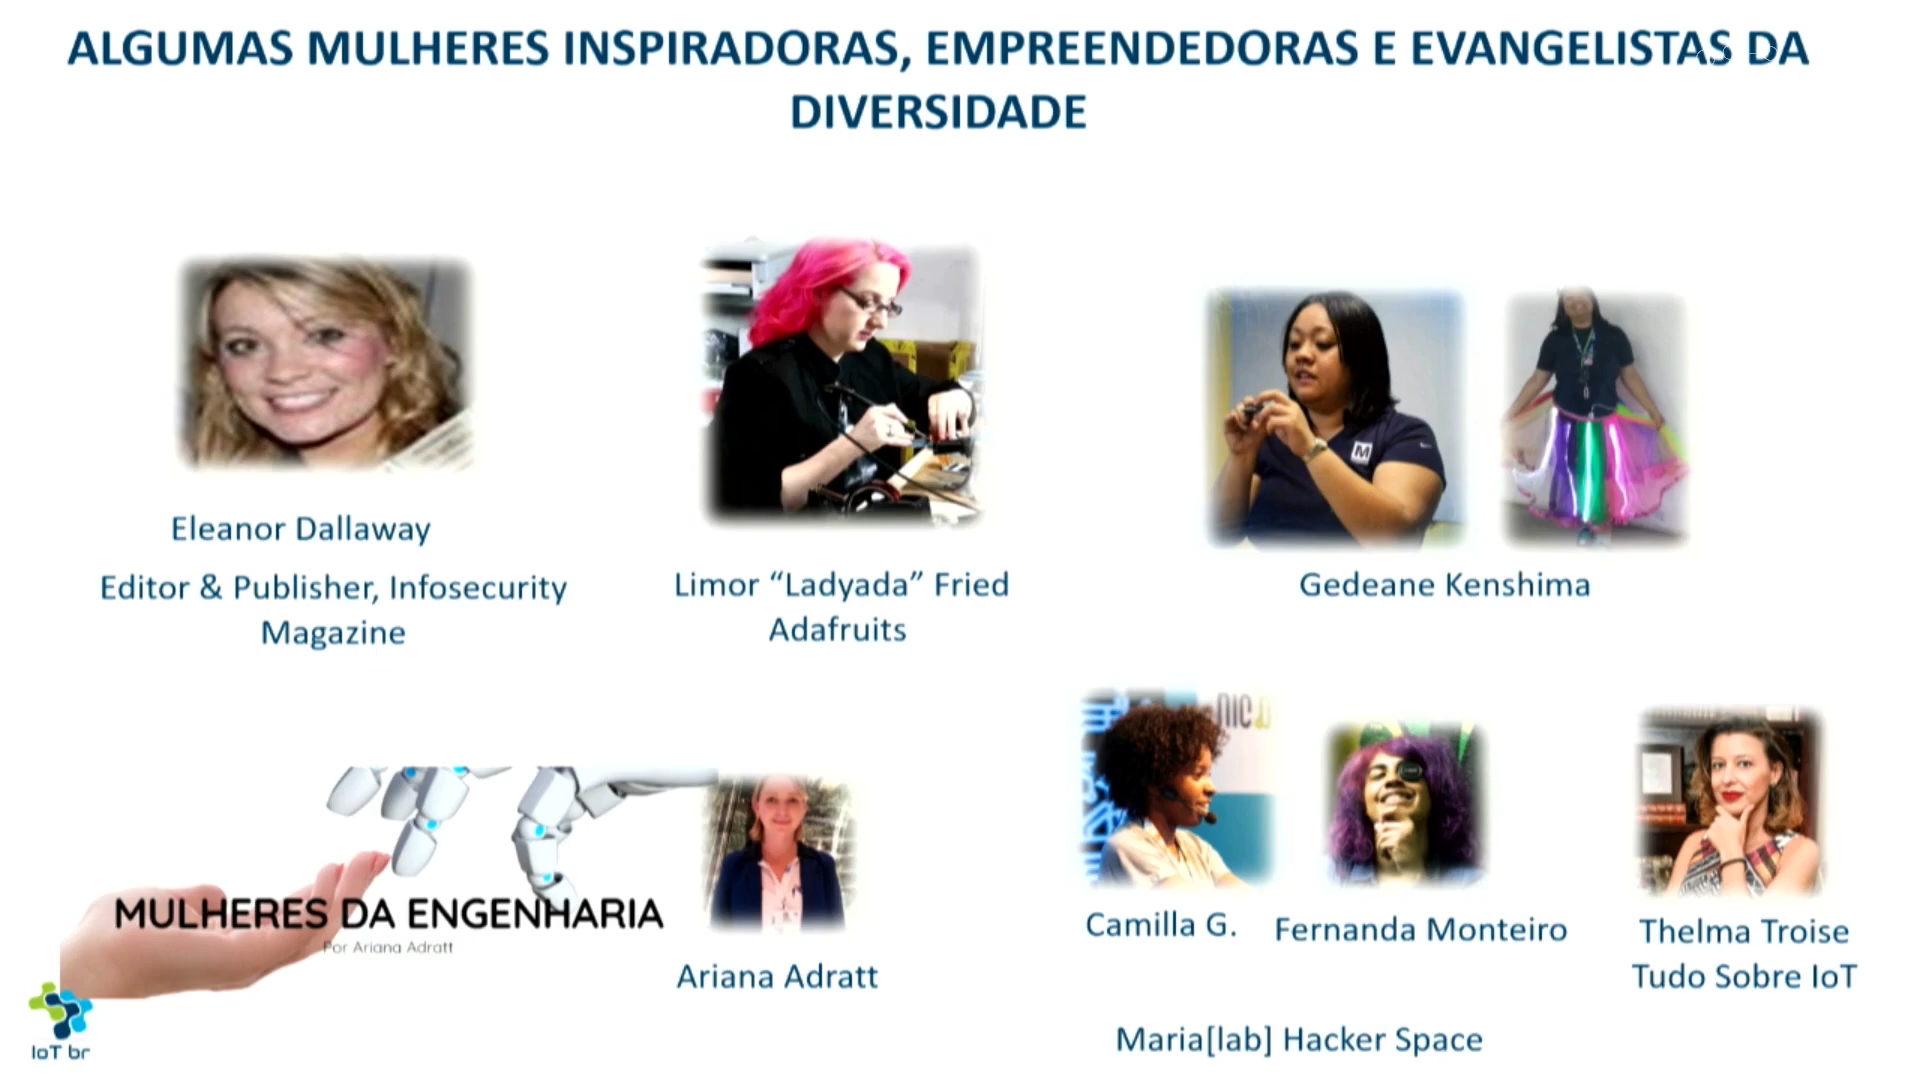 ALGUMAS MULHERES INSPIRADORAS, EMPREENDEDORAS E EVANGELISTAS DA
DIVERSIDADE
Eleanor Dallaway
Editor & Publisher, Infosecurity
Magazine
Limor “Ladyada” Fried
Adafruits
M
Gedeane Kenshima
MULHERES DA ENGENHARIA
Por Ariana Adratt
Ariana Adratt
nic
Camilla G.
Fernanda Monteiro
Maria[lab] Hacker Space
Thelma Troise
Tudo Sobre IoT
IoT br